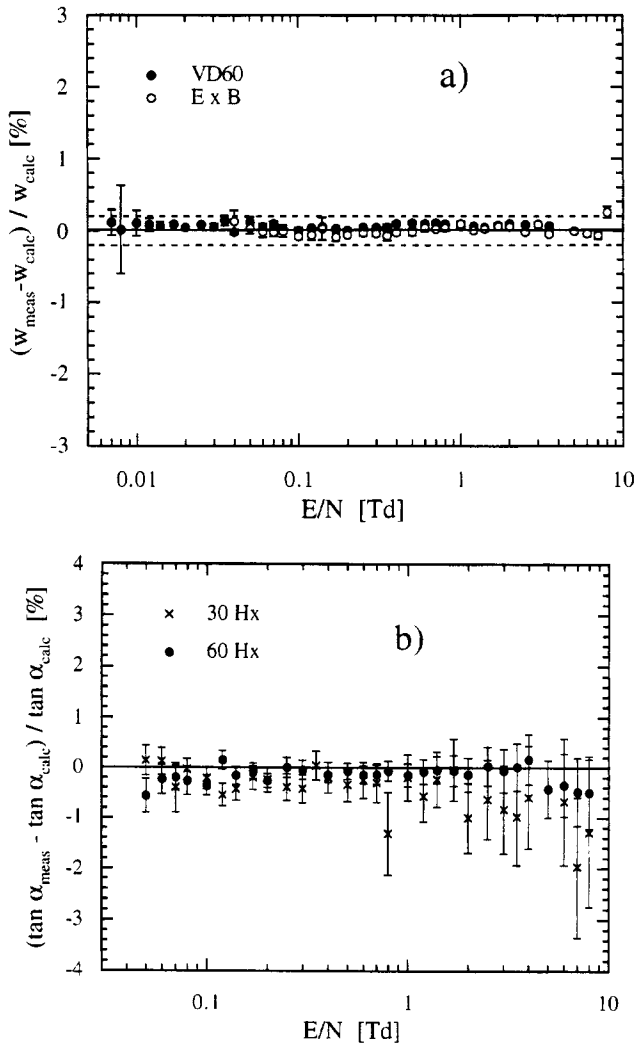 a)
VD60
E x B
3
2
1
0
-1
-2
-3
(w_meas-w_calc) / w_calc [%]
0.01
0.1
1
10
E/N [Td]
b)
30 Hx
60 Hx
4
3
2
1
0
-1
-2
-3
-4
(tan α_meas - tan α_calc) / tan α_calc [%]
0.1
1
10
E/N [Td]